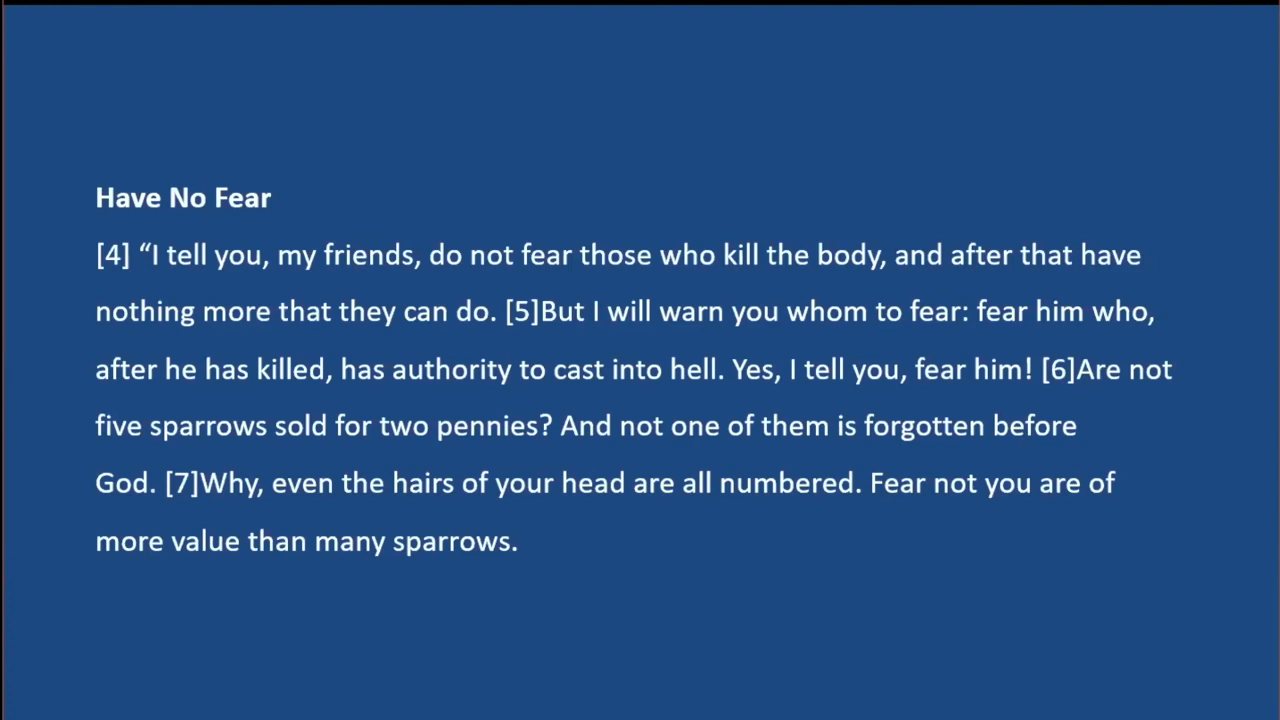 Have No Fear
[4] “I tell you, my friends, do not fear those who kill the body, and after that have
nothing more that they can do. [5]But I will warn you whom to fear: fear him who,
after he has killed, has authority to cast into hell. Yes, I tell you, fear him! [6]Are not
five sparrows sold for two pennies? And not one of them is forgotten before
God. [7]Why, even the hairs of your head are all numbered. Fear not you are of
more value than many sparrows.